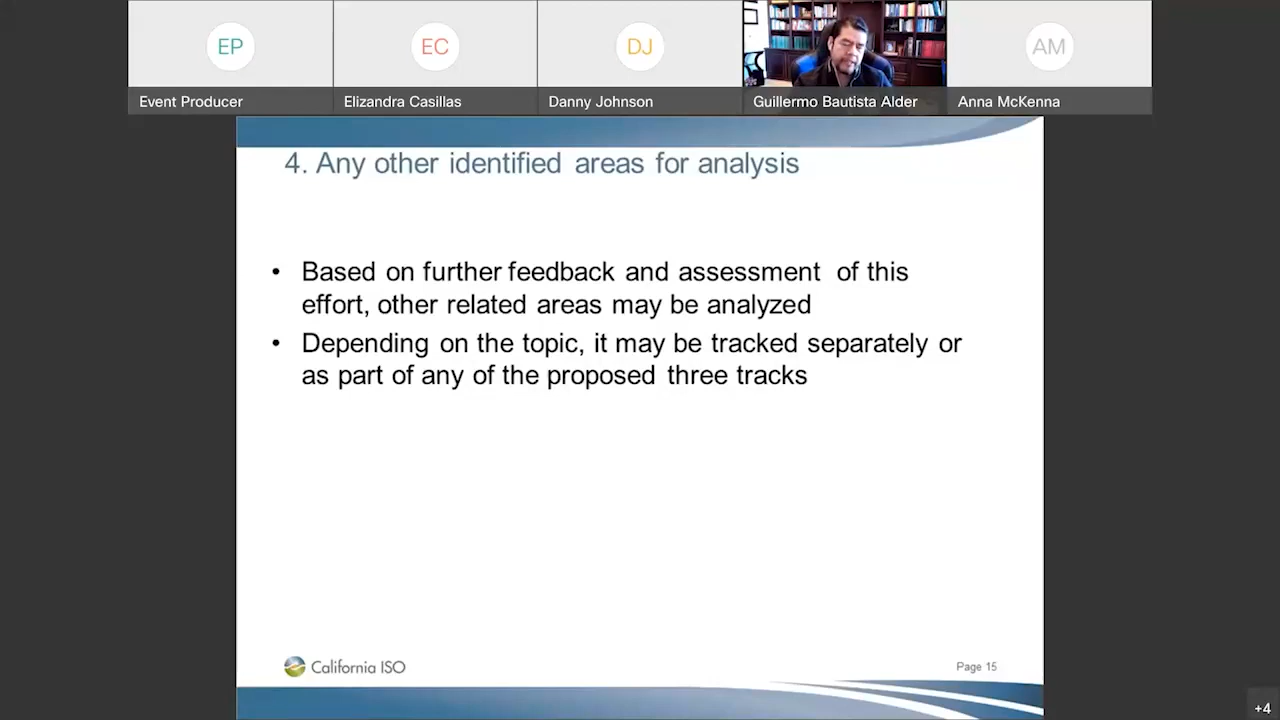 EP
EC
DJ
AM
Event Producer
Elizandra Casillas
Danny Johnson
Guillermo Bautista Alder
Anna McKenna
4. Any other identified areas for analysis
• Based on further feedback and assessment of this
effort, other related areas may be analyzed
• Depending on the topic, it may be tracked separately or
as part of any of the proposed three tracks
California ISO
Page 15
+4